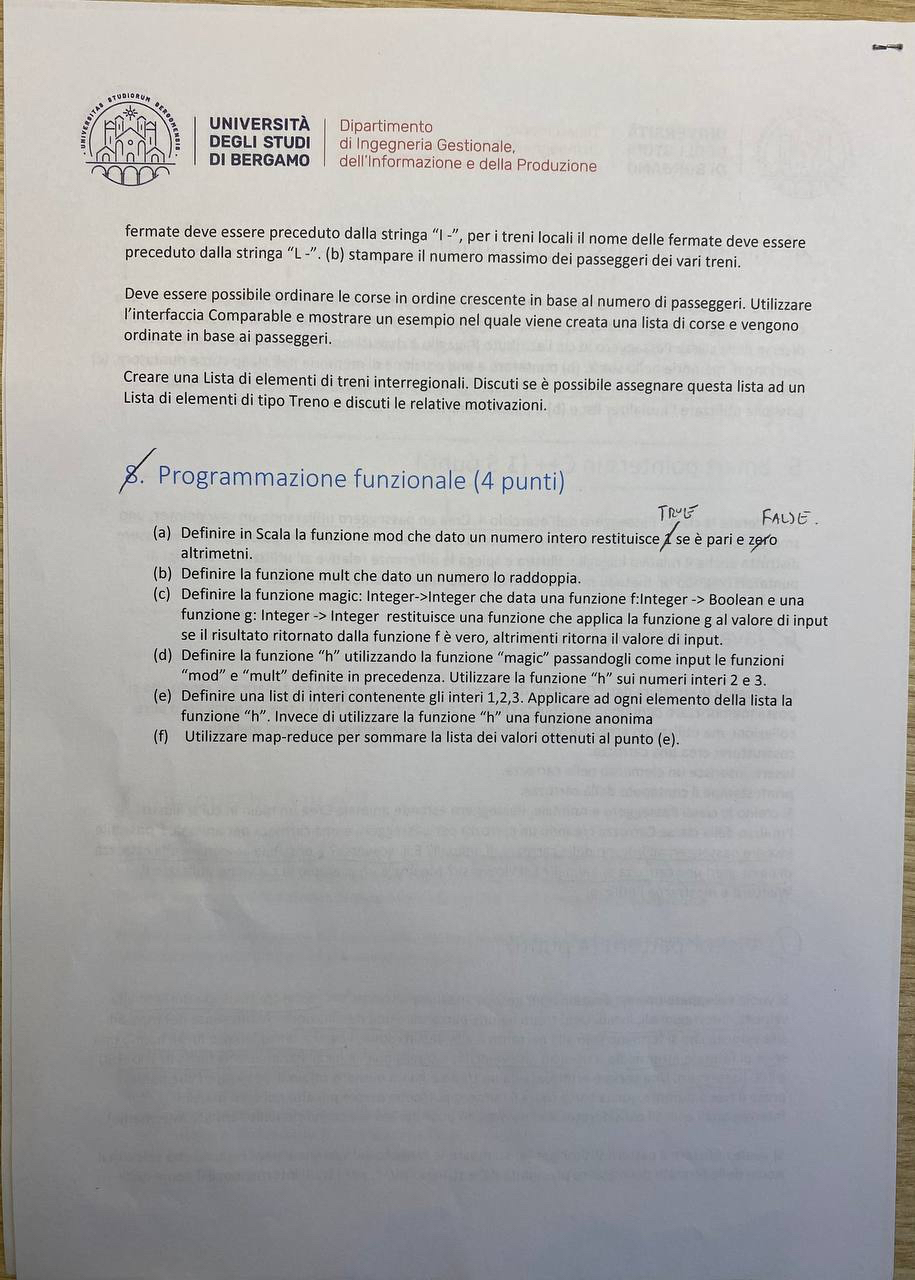 UNIVERSITAS STUDIORUM BERGOMENSIS
UNIVERSITÀ
DEGLI STUDI
DI BERGAMO
Dipartimento
di Ingegneria Gestionale,
dell'Informazione e della Produzione
fermate deve essere preceduto dalla stringa “I -”, per i treni locali il nome delle fermate deve essere
preceduto dalla stringa “L -”. (b) stampare il numero massimo dei passeggeri dei vari treni.
Deve essere possibile ordinare le corse in ordine crescente in base al numero di passeggeri. Utilizzare
l’interfaccia Comparable e mostrare un esempio nel quale viene creata una lista di corse e vengono
ordinate in base ai passeggeri.
Creare una Lista di elementi di treni interregionali. Discuti se è possibile assegnare questa lista ad un
Lista di elementi di tipo Treno e discuti le relative motivazioni.
8. Programmazione funzionale (4 punti)
TRUE FALSE.
(a) Definire in Scala la funzione mod che dato un numero intero restituisce 1 se è pari e zero
altrimetni.
(b) Definire la funzione mult che dato un numero lo raddoppia.
(c) Definire la funzione magic: Integer->Integer che data una funzione f:Integer -> Boolean e una
funzione g: Integer -> Integer restituisce una funzione che applica la funzione g al valore di input
se il risultato ritornato dalla funzione f è vero, altrimenti ritorna il valore di input.
(d) Definire la funzione “h” utilizzando la funzione “magic” passandogli come input le funzioni
“mod” e “mult” definite in precedenza. Utilizzare la funzione “h” sui numeri interi 2 e 3.
(e) Definire una list di interi contenente gli interi 1,2,3. Applicare ad ogni elemento della lista la
funzione “h”. Invece di utilizzare la funzione “h” una funzione anonima
(f) Utilizzare map-reduce per sommare la lista dei valori ottenuti al punto (e).